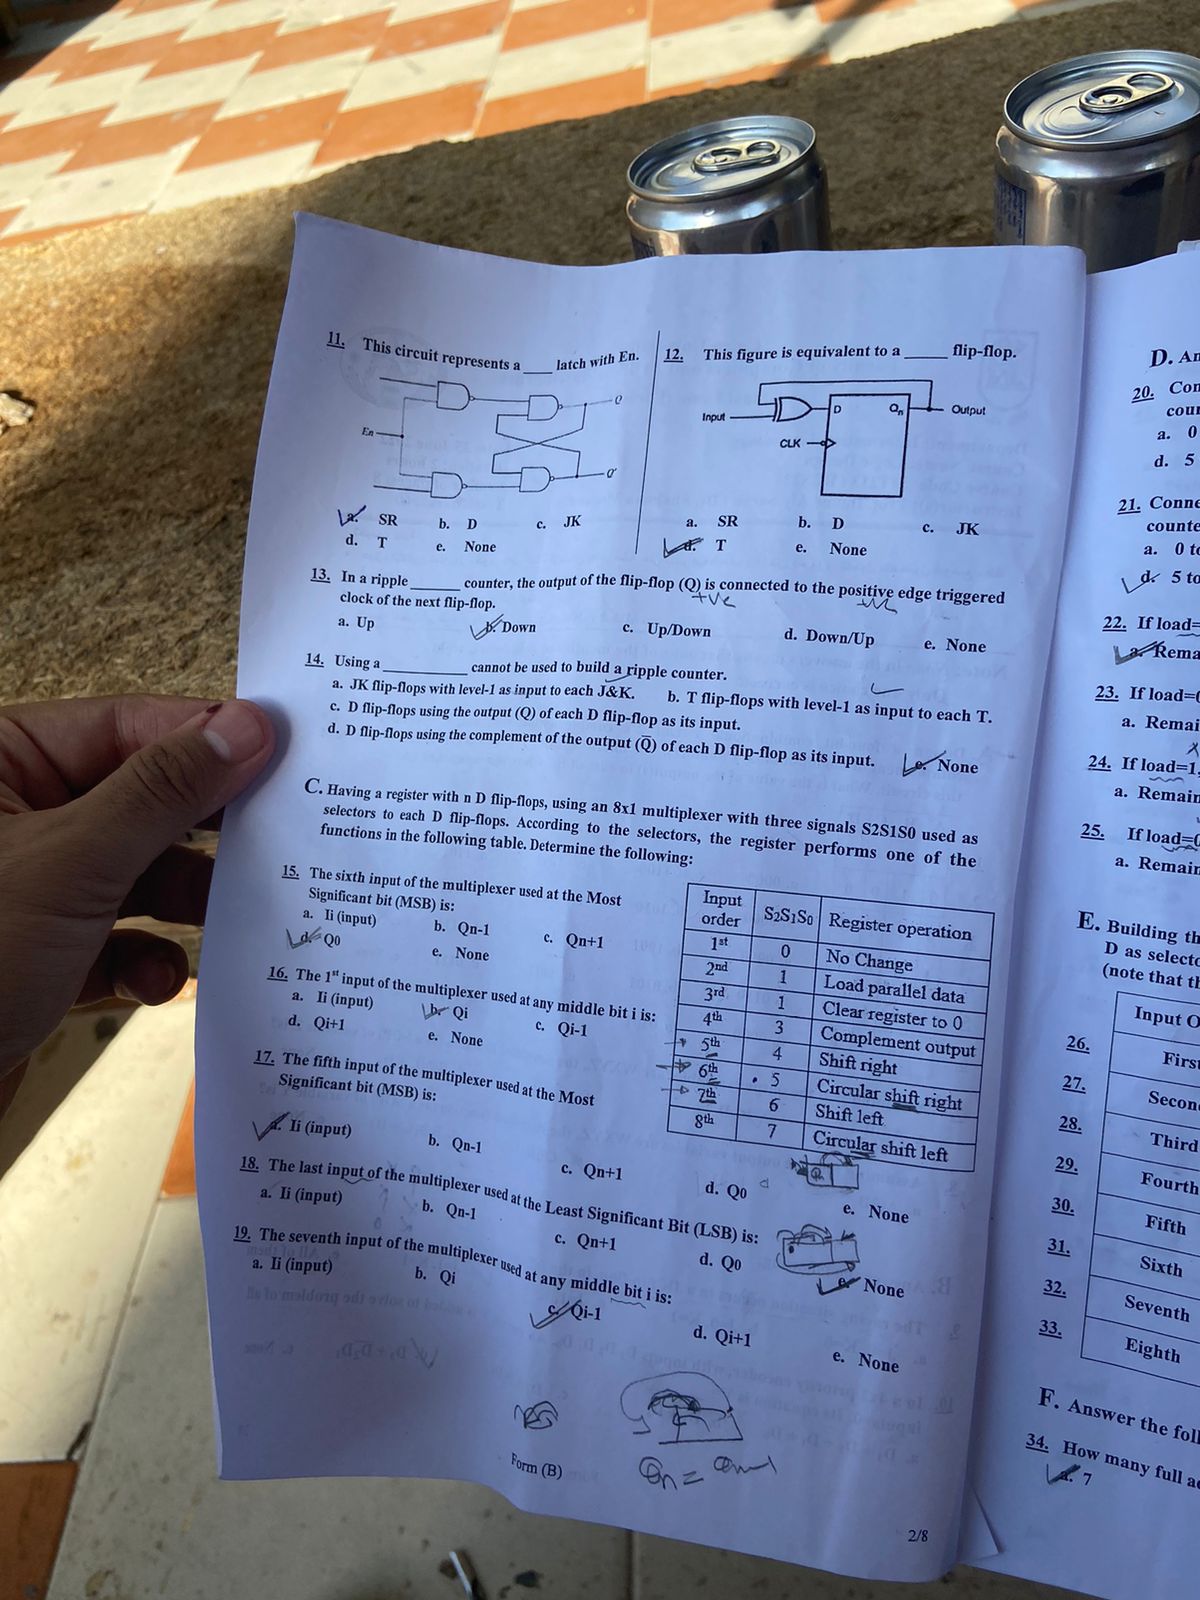 11. This circuit represents a ____ latch with En.
En
Q
Q'
a. SR b. D c. JK
d. T e. None
12. This figure is equivalent to a ____ flip-flop.
Input
D
Qn
Output
CLK
a. SR b. D c. JK
d. T e. None
13. In a ripple ____ counter, the output of the flip-flop (Q) is connected to the positive edge triggered
clock of the next flip-flop.
+ve
a. Up b. Down c. Up/Down d. Down/Up e. None
14. Using a ____ cannot be used to build a ripple counter.
a. JK flip-flops with level-1 as input to each J&K. b. T flip-flops with level-1 as input to each T.
c. D flip-flops using the output (Q) of each D flip-flop as its input.
d. D flip-flops using the complement of the output (Q̅) of each D flip-flop as its input. e. None
C. Having a register with n D flip-flops, using an 8x1 multiplexer with three signals S2S1S0 used as
selectors to each D flip-flops. According to the selectors, the register performs one of the
functions in the following table. Determine the following:
15. The sixth input of the multiplexer used at the Most
Significant bit (MSB) is:
a. Ii (input) b. Qn-1 c. Qn+1
d. Q0 e. None
16. The 1st input of the multiplexer used at any middle bit i is:
a. Ii (input) b. Qi c. Qi-1
d. Qi+1 e. None
17. The fifth input of the multiplexer used at the Most
Significant bit (MSB) is:
Input order S2S1S0 Register operation
1st 0 No Change
2nd 1 Load parallel data
3rd 1 Clear register to 0
4th 3 Complement output
5th 4 Shift right
6th 5 Circular shift right
7th 6 Shift left
8th 7 Circular shift left
a. Ii (input) b. Qn-1 c. Qn+1 d. Q0 e. None
18. The last input of the multiplexer used at the Least Significant Bit (LSB) is:
a. Ii (input) b. Qn-1 c. Qn+1 d. Q0 e. None
19. The seventh input of the multiplexer used at any middle bit i is:
a. Ii (input) b. Qi c. Qi-1 d. Qi+1 e. None
Form (B)
2/8
D. An
20. Con
cour
a. 0
d. 5
21. Conne
counte
a. 0 to
d. 5 to
22. If load=
a. Rema
23. If load=0
a. Remai
24. If load=1,
a. Remain
25. If load=0
a. Remain
E. Building th
D as selecto
(note that th
Input O
26. First
27. Secon
28. Third
29. Fourth
30. Fifth
31. Sixth
32. Seventh
33. Eighth
F. Answer the foll
34. How many full a
a. 7